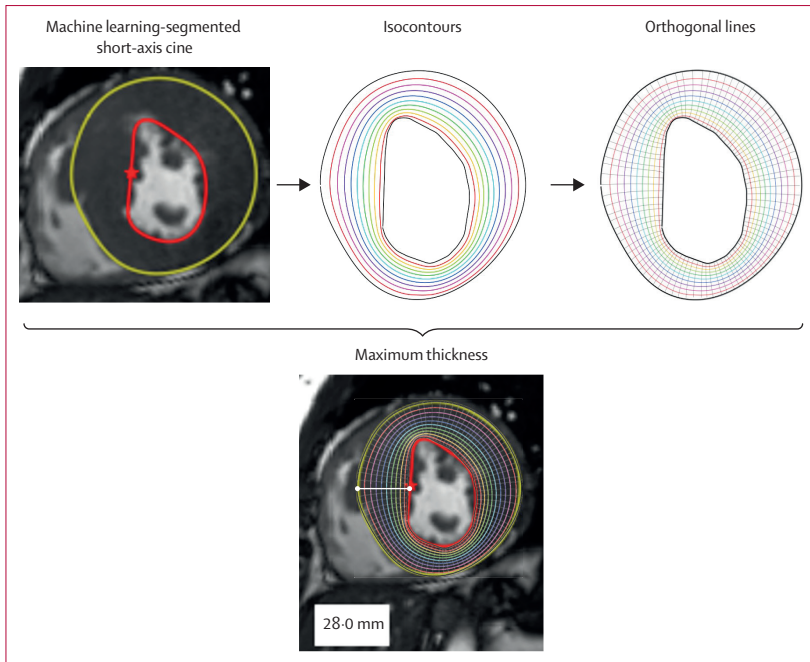 Machine learning-segmented
short-axis cine
Isocontours
Orthogonal lines
Maximum thickness
28·0 mm